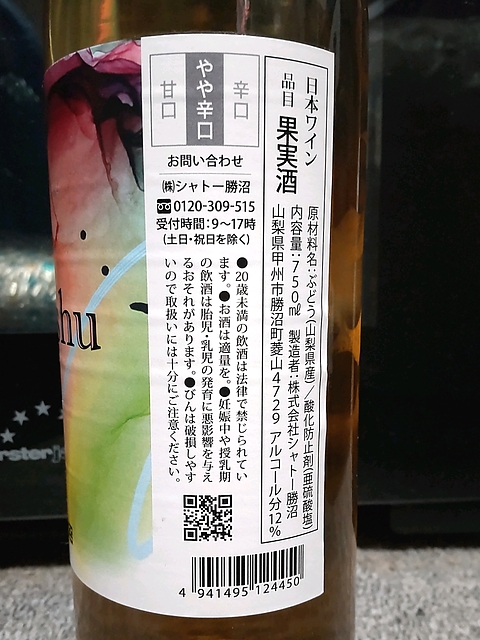 日本ワイン
品目 果実酒
原材料名:ぶどう(山梨県産)/酸化防止剤(亜硫酸塩)
内容量:750㎖ 製造者:株式会社シャトー勝沼
山梨県甲州市勝沼町菱山4729 アルコール分12%
辛口
やや辛口
甘口
お問い合わせ
㈱シャトー勝沼
0120-309-515
受付時間:9〜17時
(土日・祝日を除く)
●20歳未満の飲酒は法律で禁じられてい
ます。●お酒は適量を。●妊娠中や授乳期
の飲酒は胎児・乳児の発育に悪影響を与え
るおそれがあります。●びんは破損しやす
いので取扱いには十分にご注意ください。
4 941495 124450
hu